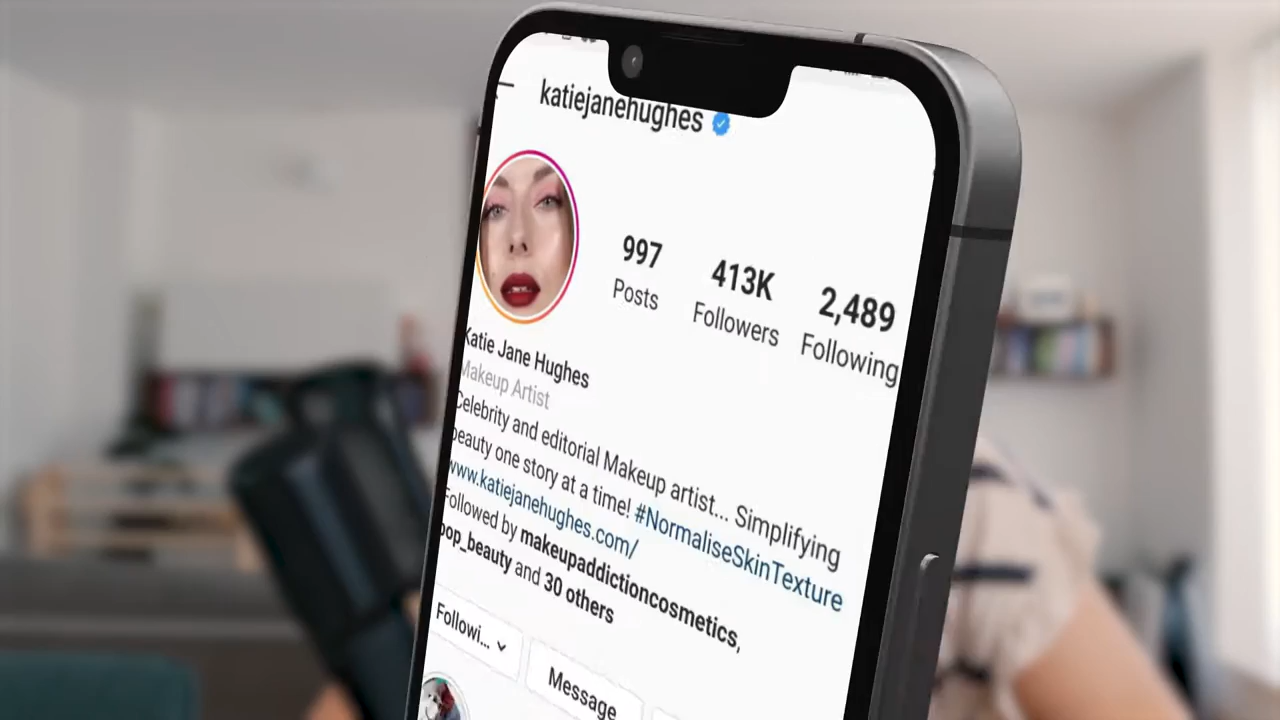 katiejanehughes
997 413K 2,489
Posts Followers Following
Katie Jane Hughes
Makeup Artist
Celebrity and editorial Makeup artist... Simplifying
beauty one story at a time! #NormaliseSkinTexture
www.katiejanehughes.com/
Followed by makeupaddictioncosmetics,
pop_beauty and 30 others
Followi... Message